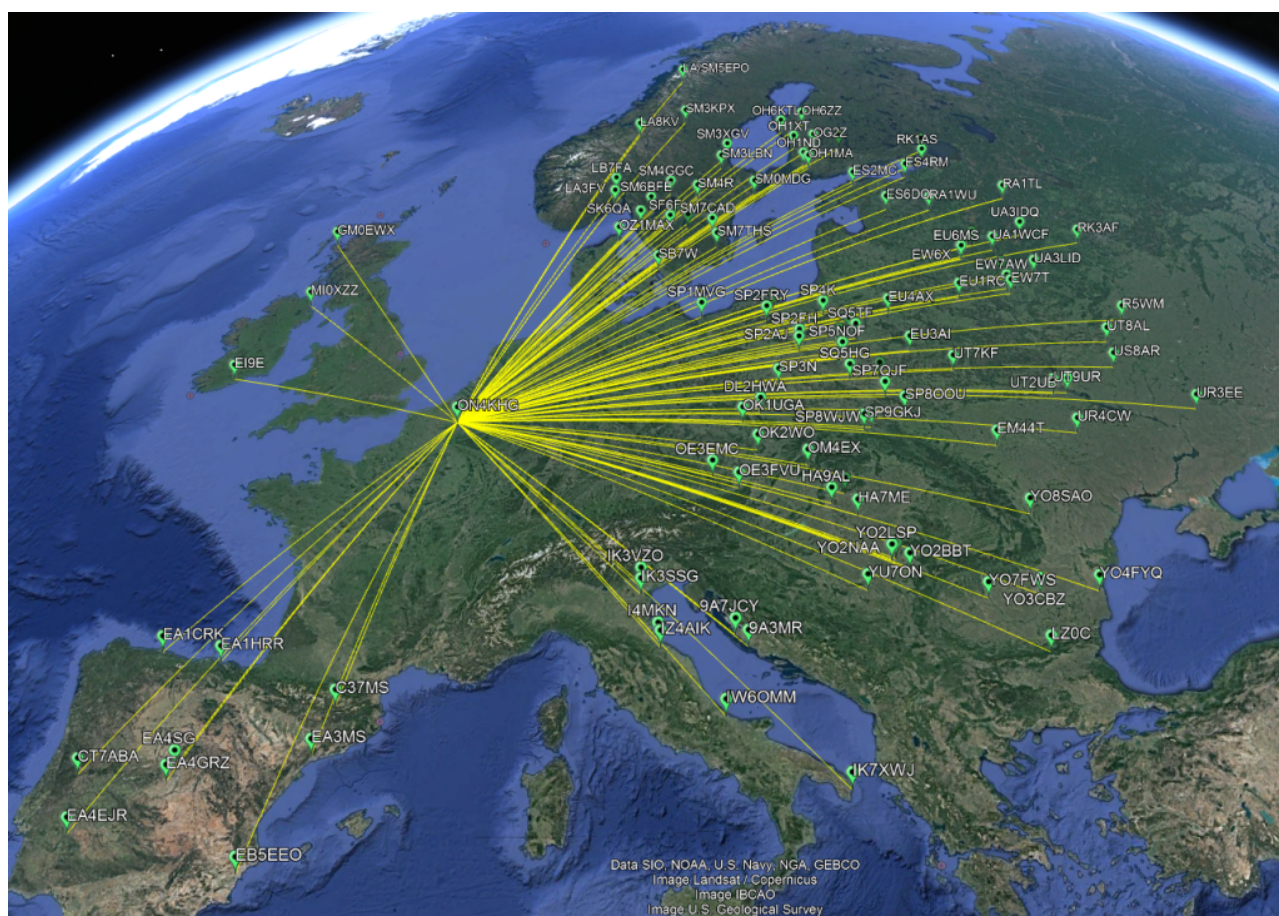 LA/SM5EPO
SM3KPX
LA8KV
OH6KTL
OH6ZZ
OH1XT
OG2Z
OH1ND
OH1MA
SM3XGV
SM3LBN
RK1AS
ES4RM
ES2MC
LB7FA
SM4GGC
LA3FV
SM6BFE
SM4R
SM0MDG
SK6QA
SF6F
SM7CAD
OZ1MAX
SM7THS
ES6DO
RA1WU
RA1TL
UA3IDQ
RK3AF
GM0EWX
EU6MS
UA1WCF
SB7W
EW6X
EW7AW
UA3LID
EW7T
EU1RC
MI0XZZ
SP1MVG
SP2FRY
SP4K
EU4AX
R5WM
SP2FH
SQ5TF
SP2AJ
SP5NOF
EU3AI
UT8AL
SQ5HG
UT7KF
US8AR
EI9E
SP3N
SP7QJF
UT2UB
UT9UR
DL2HWA
SP8OOU
UR3EE
ON4KHG
OK1UGA
SP8WJW
SP9GKJ
UR4CW
EM44T
OK2WO
OE3EMC
OM4EX
OE3FVU
HA9AL
HA7ME
YO8SAO
YO2LSP
YO2NAA
YO2BBT
IK3VZO
IK3SSG
YU7ON
YO7FWS
YO4FYQ
YO3CBZ
I4MKN
9A7JCY
IZ4AIK
9A3MR
LZ0C
EA1CRK
EA1HRR
C37MS
IW6OMM
EA3MS
EA4SG
CT7ABA
EA4GRZ
IK7XWJ
EA4EJR
EB5EEO
Data SIO, NOAA, U.S. Navy, NGA, GEBCO
Image Landsat / Copernicus
Image IBCAO
Image U.S. Geological Survey